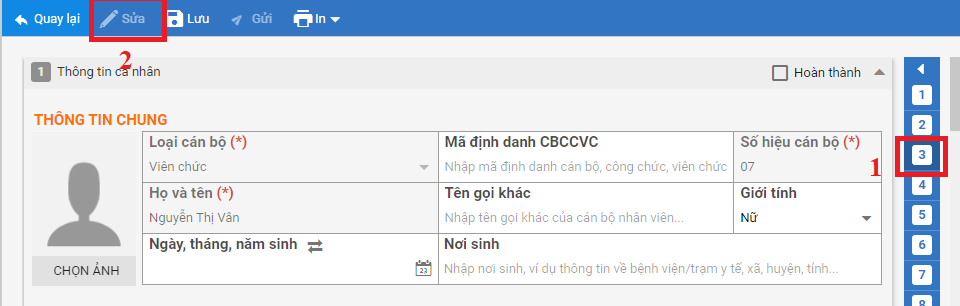 Quay lại Sửa Lưu Gửi In
2
1 Thông tin cá nhân Hoàn thành
1
2
3
1
4
5
6
7
8
THÔNG TIN CHUNG
Loại cán bộ (*) Mã định danh CBCCVC Số hiệu cán bộ (*)
Viên chức Nhập mã định danh cán bộ, công chức, viên chức 07
Họ và tên (*) Tên gọi khác Giới tính
Nguyễn Thị Vân Nhập tên gọi khác của cán bộ nhân viên... Nữ
Ngày, tháng, năm sinh Nơi sinh
23 Nhập nơi sinh, ví dụ thông tin về bệnh viện/trạm y tế, xã, huyện, tỉnh...
CHỌN ẢNH